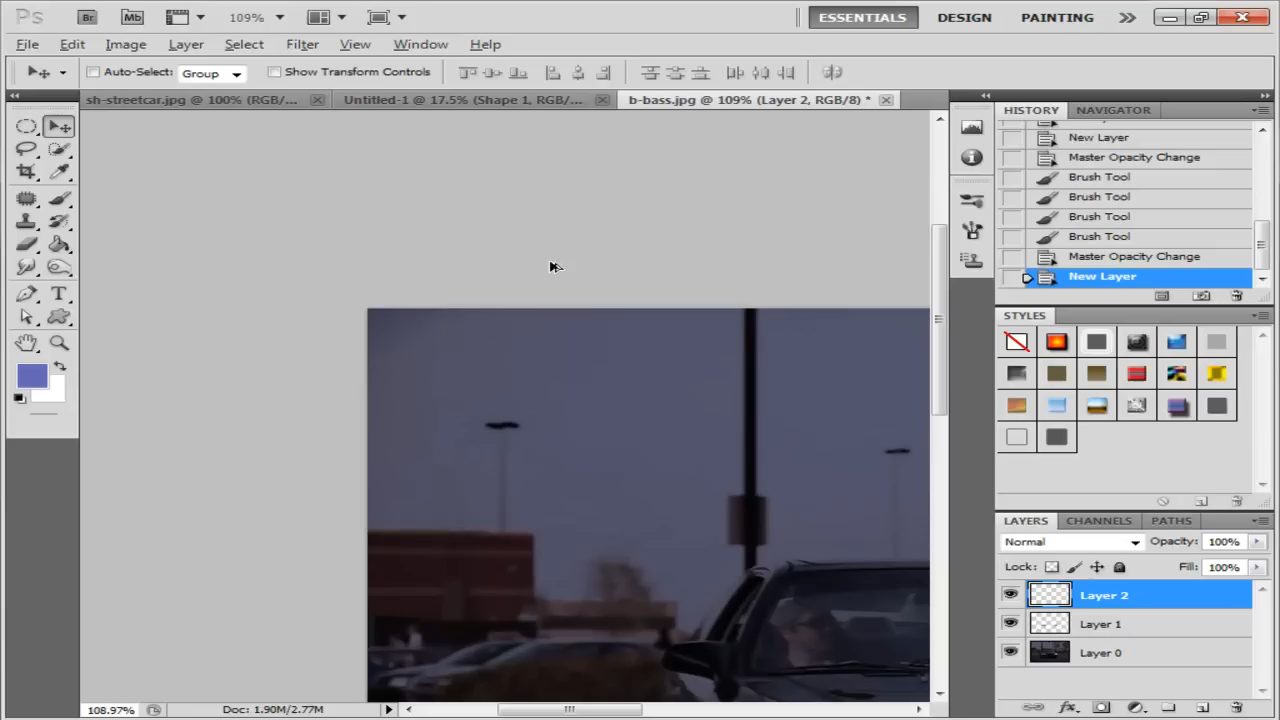 Ps Br Mb 109% ESSENTIALS DESIGN PAINTING
File Edit Image Layer Select Filter View Window Help
Auto-Select: Group Show Transform Controls
sh-streetcar.jpg @ 100% (RGB/... Untitled-1 @ 17.5% (Shape 1, RGB/... b-bass.jpg @ 109% (Layer 2, RGB/8) *
HISTORY NAVIGATOR
New Layer
Master Opacity Change
Brush Tool
Brush Tool
Brush Tool
Brush Tool
Master Opacity Change
New Layer
STYLES
LAYERS CHANNELS PATHS
Normal Opacity: 100%
Lock: Fill: 100%
Layer 2
Layer 1
Layer 0
108.97% Doc: 1.90M/2.77M